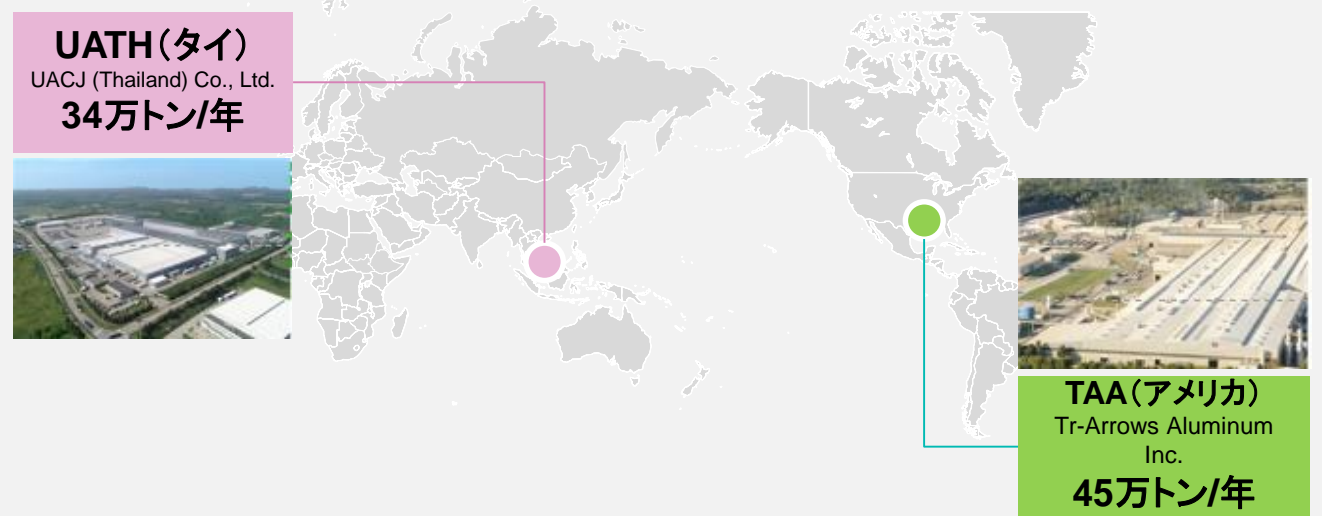 UATH（タイ）
UACJ (Thailand) Co., Ltd.
34万トン/年
TAA（アメリカ）
Tr-Arrows Aluminum
Inc.
45万トン/年